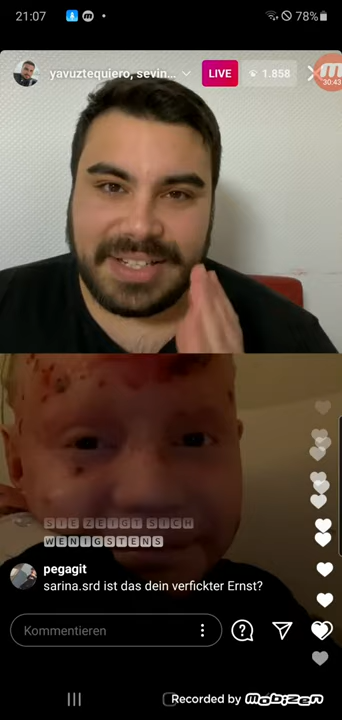 21:07
78%
yavuztequiero, sevin...
LIVE
1.858
30:43
SIE ZEIGT SICH
WENIGSTENS
pegagit
sarina.srd ist das dein verfickter Ernst?
Kommentieren
Recorded by mobizen